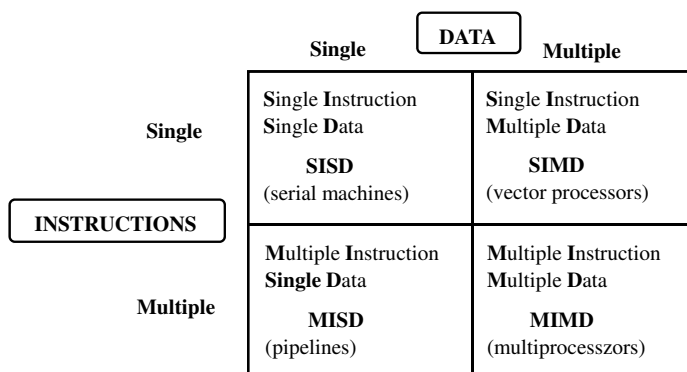 DATA
Single Multiple
Single Instruction
Single Data
SISD
(serial machines)
Single Instruction
Multiple Data
SIMD
(vector processors)
Single
INSTRUCTIONS
Multiple Instruction
Single Data
MISD
(pipelines)
Multiple Instruction
Multiple Data
MIMD
(multiprocesszors)
Multiple